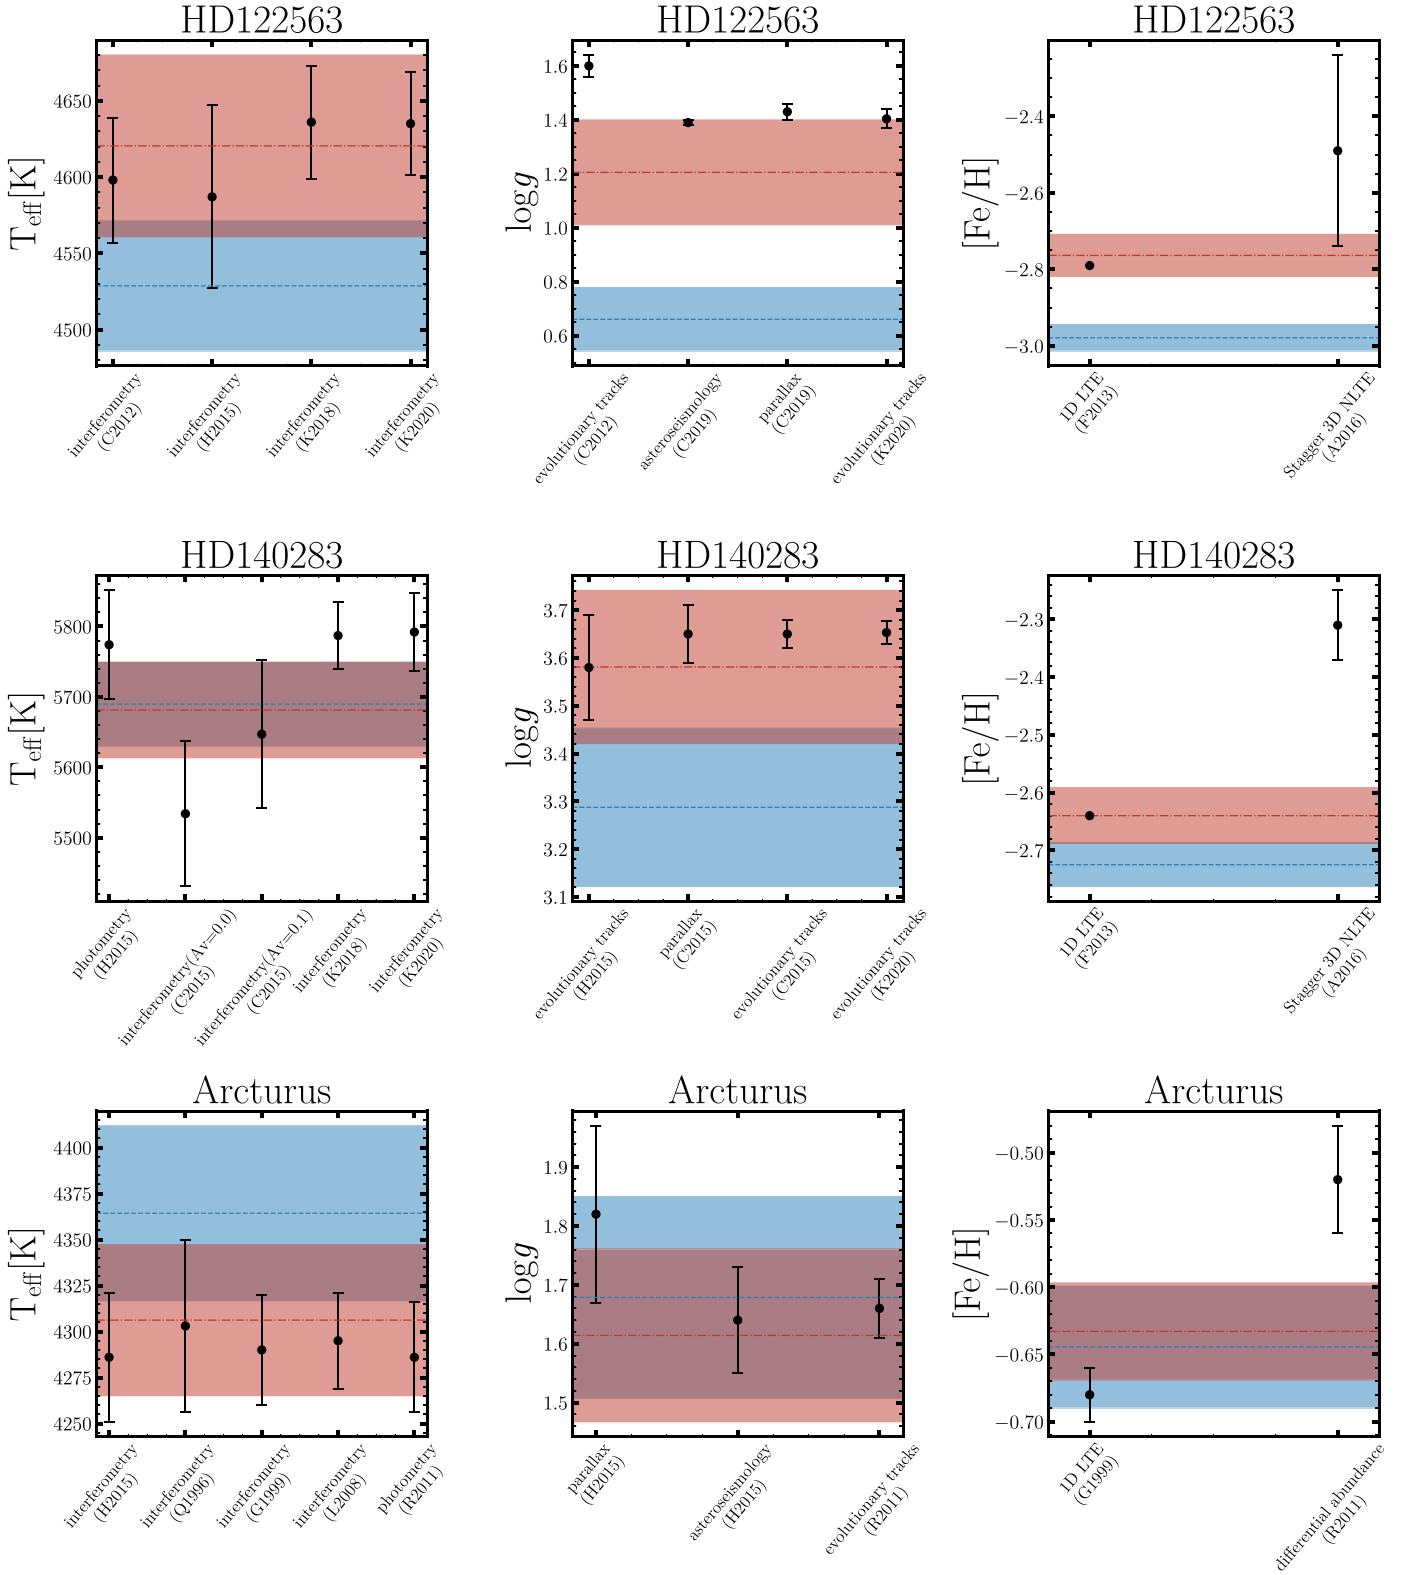 HD122563
T_eff[K]
4650
4600
4550
4500
interferometry
(C2012)
interferometry
(H2015)
interferometry
(K2018)
interferometry
(K2020)
HD122563
log g
1.6
1.4
1.2
1.0
0.8
0.6
evolutionary tracks
(C2012)
asteroseismology
(C2019)
parallax
(C2019)
evolutionary tracks
(K2020)
HD122563
[Fe/H]
−2.4
−2.6
−2.8
−3.0
1D LTE
(F2013)
Stagger 3D NLTE
(A2016)
HD140283
T_eff[K]
5800
5700
5600
5500
photometry
(H2015)
interferometry(Av=0.0)
(C2015)
interferometry(Av=0.1)
(C2015)
interferometry
(K2018)
interferometry
(K2020)
HD140283
log g
3.7
3.6
3.5
3.4
3.3
3.2
3.1
evolutionary tracks
(H2015)
parallax
(C2015)
evolutionary tracks
(C2015)
evolutionary tracks
(K2020)
HD140283
[Fe/H]
−2.3
−2.4
−2.5
−2.6
−2.7
1D LTE
(F2013)
Stagger 3D NLTE
(A2016)
Arcturus
T_eff[K]
4400
4375
4350
4325
4300
4275
4250
interferometry
(H2015)
interferometry
(Q1996)
interferometry
(G1999)
interferometry
(L2008)
photometry
(R2011)
Arcturus
log g
1.9
1.8
1.7
1.6
1.5
parallax
(H2015)
asteroseismology
(H2015)
evolutionary tracks
(R2011)
Arcturus
[Fe/H]
−0.50
−0.55
−0.60
−0.65
−0.70
1D LTE
(G1999)
differential abundance
(R2011)